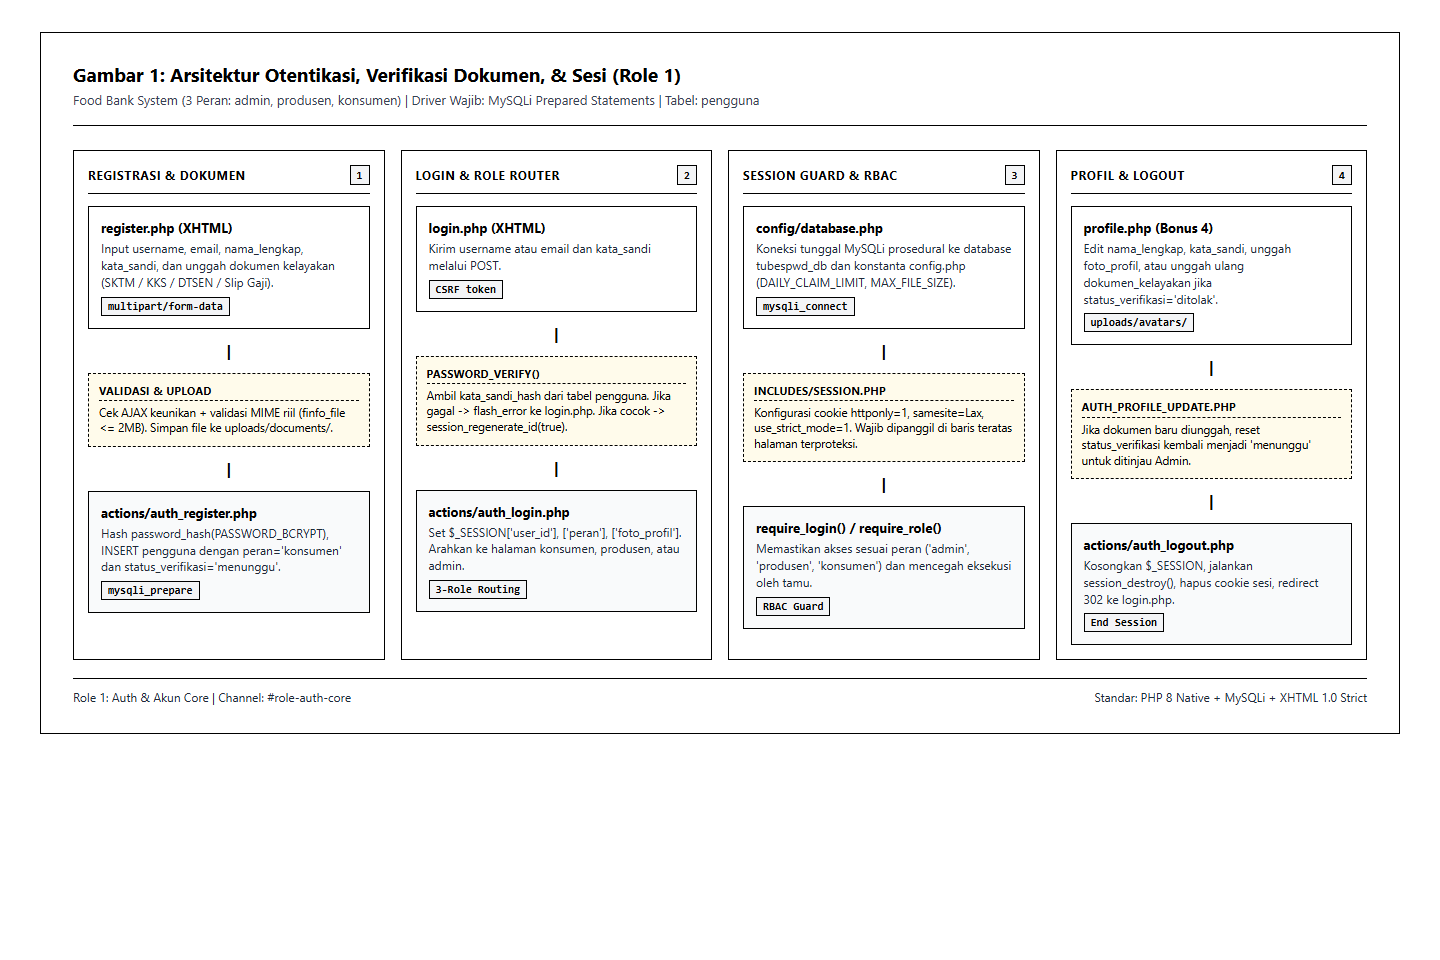 Gambar 1: Arsitektur Otentikasi, Verifikasi Dokumen, & Sesi (Role 1)
Food Bank System (3 Peran: admin, produsen, konsumen) | Driver Wajib: MySQLi Prepared Statements | Tabel: pengguna
REGISTRASI & DOKUMEN
1
register.php (XHTML)
Input username, email, nama_lengkap,
kata_sandi, dan unggah dokumen kelayakan
(SKTM / KKS / DTSEN / Slip Gaji).
multipart/form-data
VALIDASI & UPLOAD
Cek AJAX keunikan + validasi MIME riil (finfo_file
<= 2MB). Simpan file ke uploads/documents/.
actions/auth_register.php
Hash password_hash(PASSWORD_BCRYPT),
INSERT pengguna dengan peran='konsumen'
dan status_verifikasi='menunggu'.
mysqli_prepare
LOGIN & ROLE ROUTER
2
login.php (XHTML)
Kirim username atau email dan kata_sandi
melalui POST.
CSRF token
PASSWORD_VERIFY()
Ambil kata_sandi_hash dari tabel pengguna. Jika
gagal -> flash_error ke login.php. Jika cocok ->
session_regenerate_id(true).
actions/auth_login.php
Set $_SESSION['user_id'], ['peran'], ['foto_profil'].
Arahkan ke halaman konsumen, produsen, atau
admin.
3-Role Routing
SESSION GUARD & RBAC
3
config/database.php
Koneksi tunggal MySQLi prosedural ke database
tubespwd_db dan konstanta config.php
(DAILY_CLAIM_LIMIT, MAX_FILE_SIZE).
mysqli_connect
INCLUDES/SESSION.PHP
Konfigurasi cookie httponly=1, samesite=Lax,
use_strict_mode=1. Wajib dipanggil di baris teratas
halaman terproteksi.
require_login() / require_role()
Memastikan akses sesuai peran ('admin',
'produsen', 'konsumen') dan mencegah eksekusi
oleh tamu.
RBAC Guard
PROFIL & LOGOUT
4
profile.php (Bonus 4)
Edit nama_lengkap, kata_sandi, unggah
foto_profil, atau unggah ulang
dokumen_kelayakan jika
status_verifikasi='ditolak'.
uploads/avatars/
AUTH_PROFILE_UPDATE.PHP
Jika dokumen baru diunggah, reset
status_verifikasi kembali menjadi 'menunggu'
untuk ditinjau Admin.
actions/auth_logout.php
Kosongkan $_SESSION, jalankan
session_destroy(), hapus cookie sesi, redirect
302 ke login.php.
End Session
Role 1: Auth & Akun Core | Channel: #role-auth-core
Standar: PHP 8 Native + MySQLi + XHTML 1.0 Strict